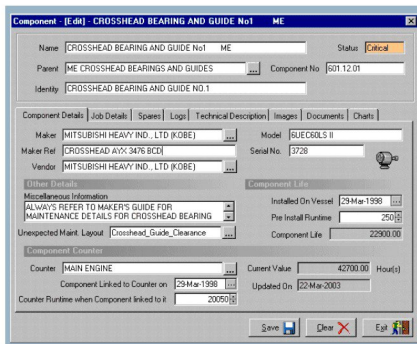 Component - [Edit] - CROSSHEAD BEARING AND GUIDE No1 ME
Name CROSSHEAD BEARING AND GUIDE No1 ME Status Critical
Parent ME CROSSHEAD BEARINGS AND GUIDES ... Component No 601.12.01
Identity CROSSHEAD BEARING AND GUIDE NO.1
Component Details Job Details Spares Logs Technical Description Images Documents Charts
Maker MITSUBISHI HEAVY IND., LTD (KOBE) ... Model 6UEC60LS II
Maker Ref CROSSHEAD AYX 3476 BCD Serial No. 3728
Vendor MITSUBISHI HEAVY IND., LTD (KOBE) ...
Other Details Component Life
Miscellaneous Information
ALWAYS REFER TO MAKER'S GUIDE FOR Installed On Vessel 29-Mar-1998 ...
MAINTENANCE DETAILS FOR CROSSHEAD BEARING Pre Install Runtime 250
Unexpected Maint. Layout Crosshead_Guide_Clearance ... Component Life 22900.00
Component Counter
Counter MAIN ENGINE ... Current Value 42700.00 Hour(s)
Component Linked to Counter on 29-Mar-1998 ... Updated On 22-Mar-2003
Counter Runtime when Component linked to it 20050
Save Clear Exit